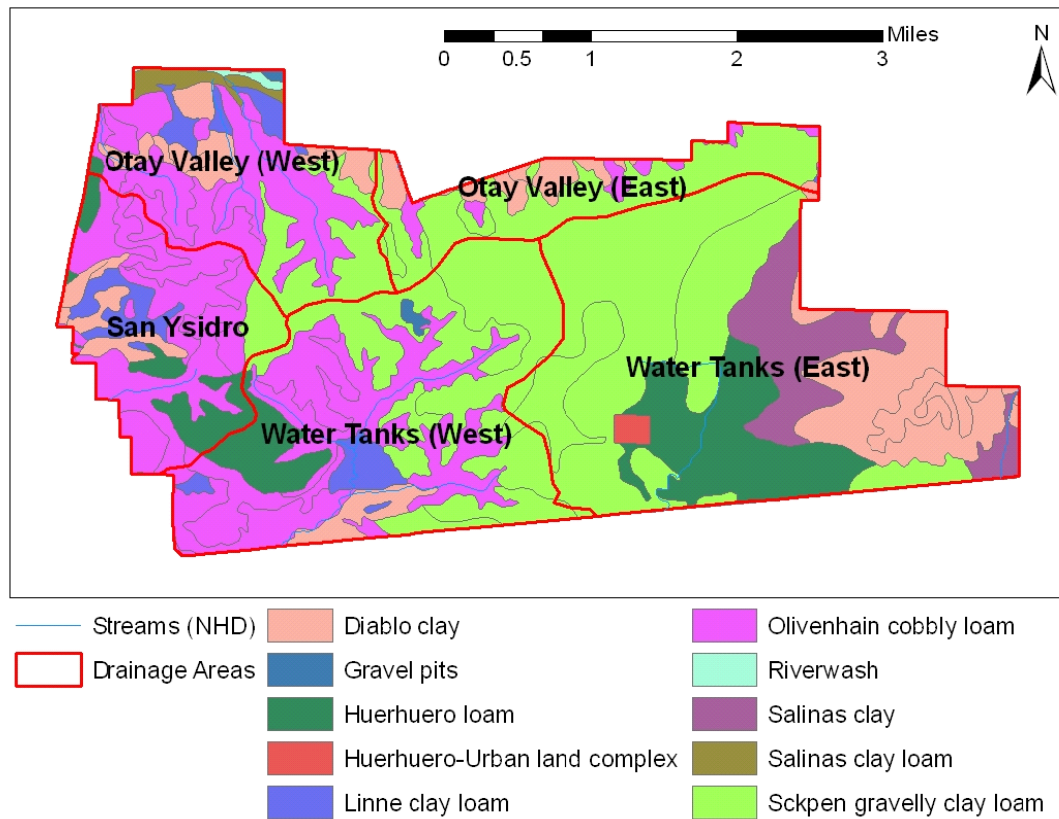 Miles
N
0 0.5 1 2 3
Otay Valley (West)
Otay Valley (East)
San Ysidro
Water Tanks (East)
Water Tanks (West)
Streams (NHD)
Drainage Areas
Diablo clay
Gravel pits
Huerhuero loam
Huerhuero-Urban land complex
Linne clay loam
Olivenhain cobbly loam
Riverwash
Salinas clay
Salinas clay loam
Sckpen gravelly clay loam